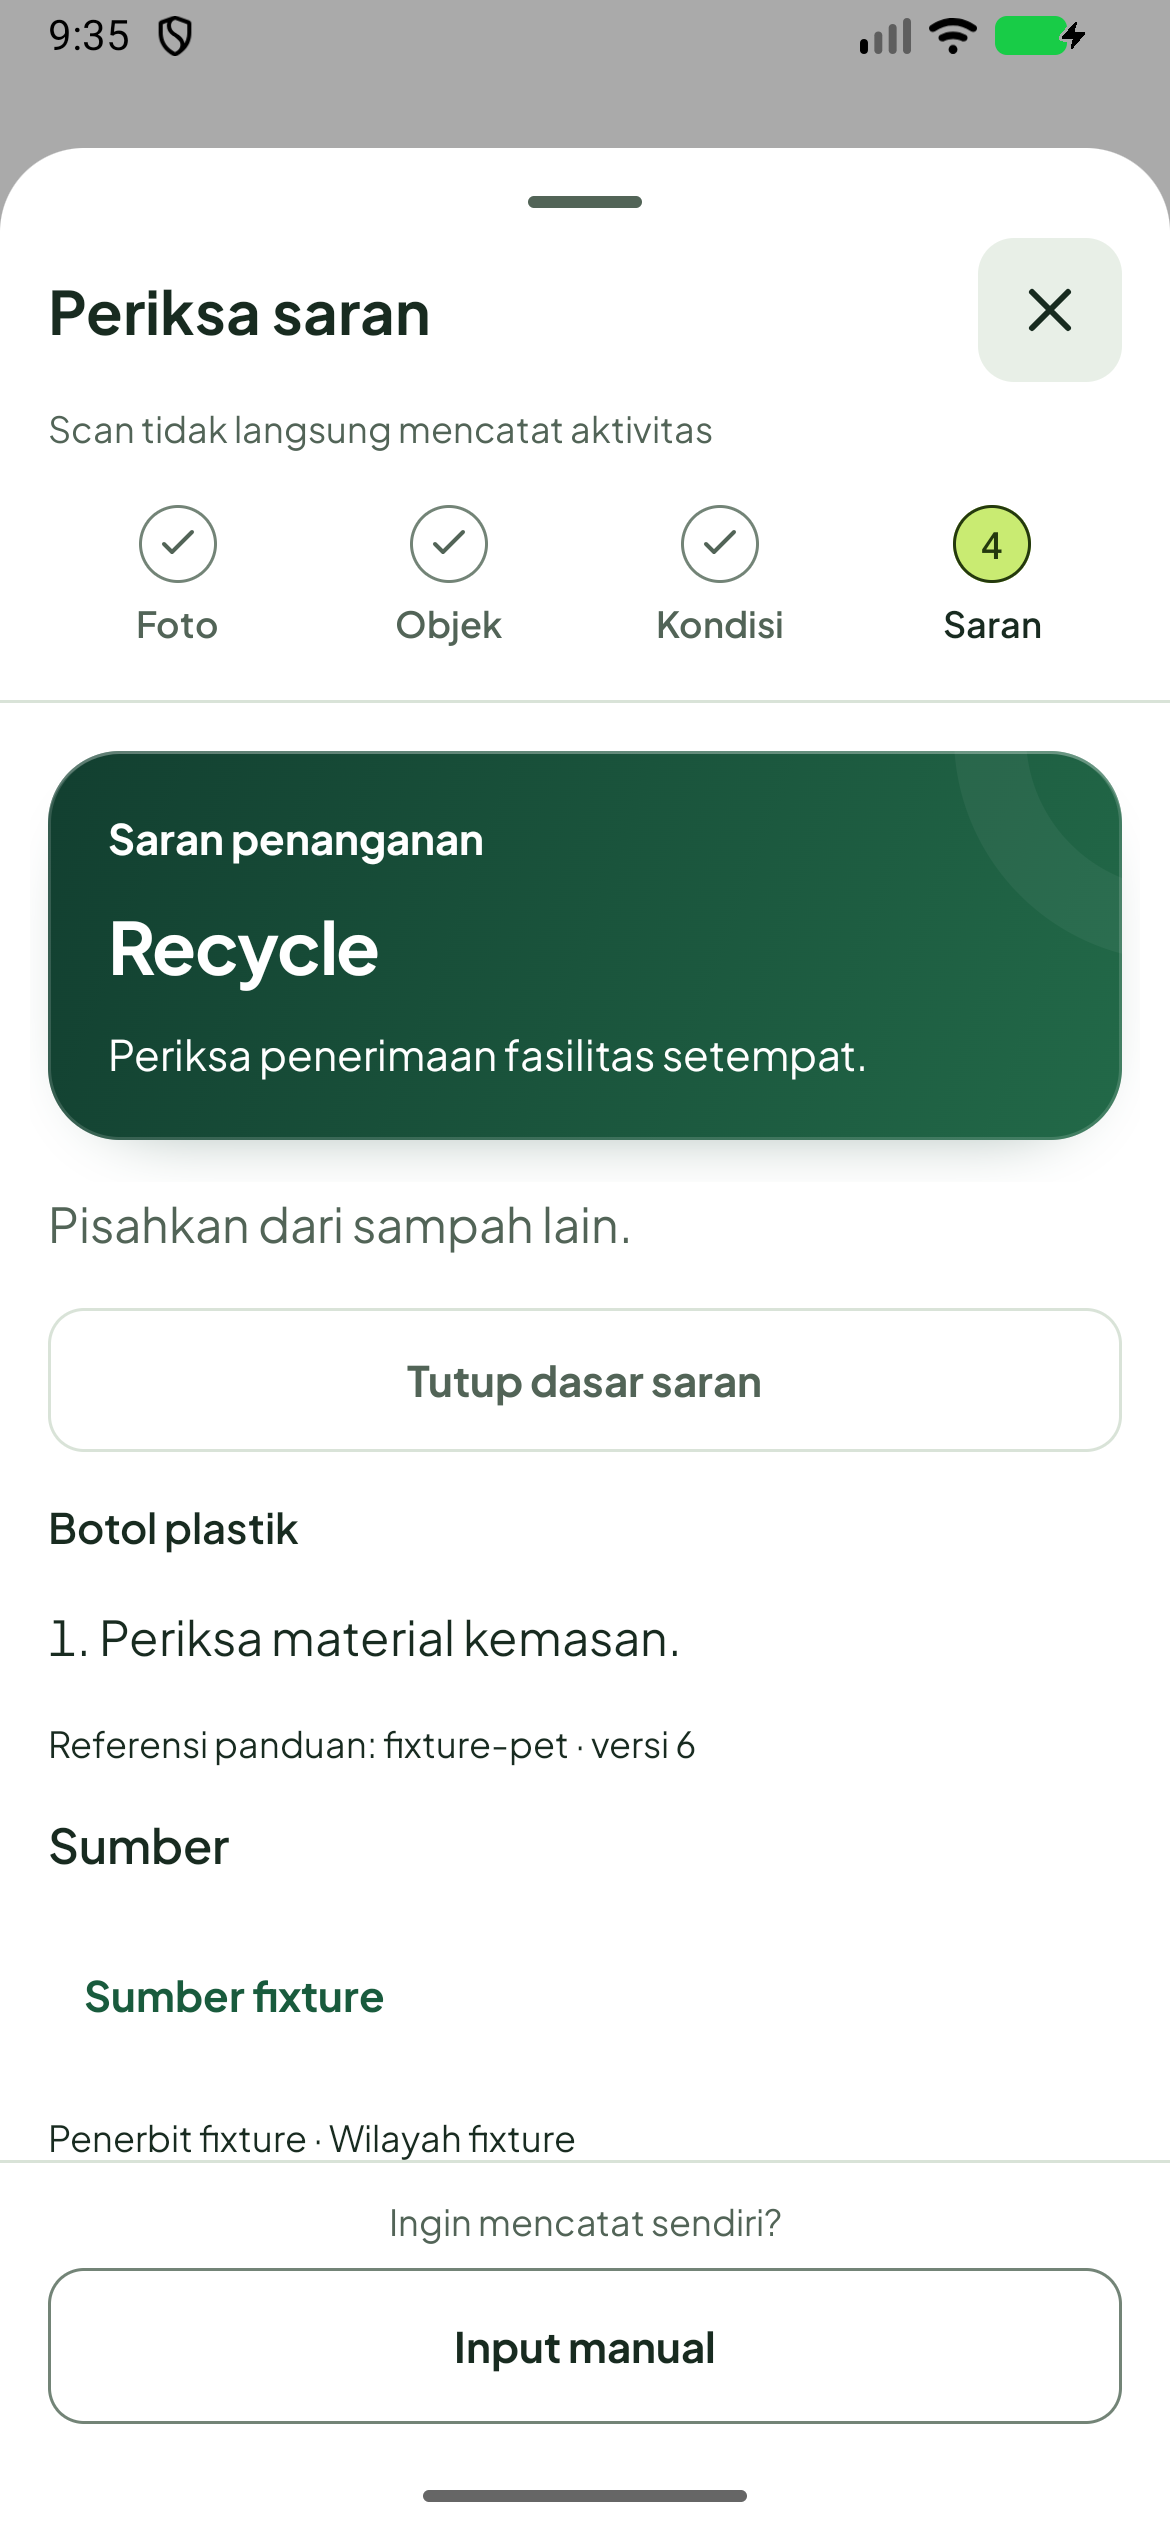 9:35
Periksa saran
Scan tidak langsung mencatat aktivitas
4
Foto
Objek
Kondisi
Saran
Saran penanganan
Recycle
Periksa penerimaan fasilitas setempat.
Pisahkan dari sampah lain.
Tutup dasar saran
Botol plastik
1. Periksa material kemasan.
Referensi panduan: fixture-pet · versi 6
Sumber
Sumber fixture
Penerbit fixture · Wilayah fixture
Ingin mencatat sendiri?
Input manual